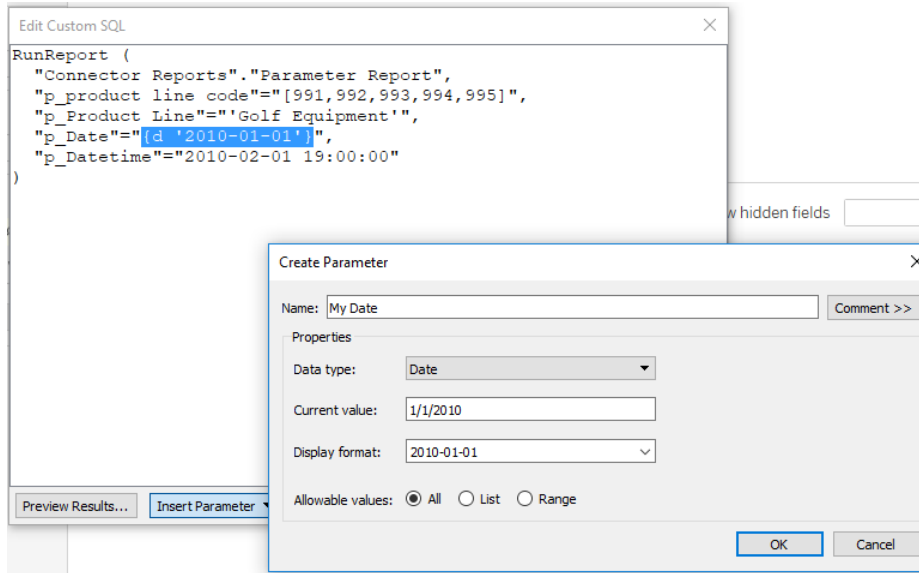 Edit Custom SQL
RunReport (
"Connector Reports"."Parameter Report",
"p_product line code"="[991,992,993,994,995]",
"p_Product Line"="'Golf Equipment'",
"p_Date"="{d '2010-01-01'}",
"p_Datetime"="2010-02-01 19:00:00"
)
w hidden fields
Create Parameter
Name: My Date Comment >>
Properties
Data type: Date
Current value: 1/1/2010
Display format: 2010-01-01
Allowable values: All List Range
Preview Results... Insert Parameter
OK Cancel